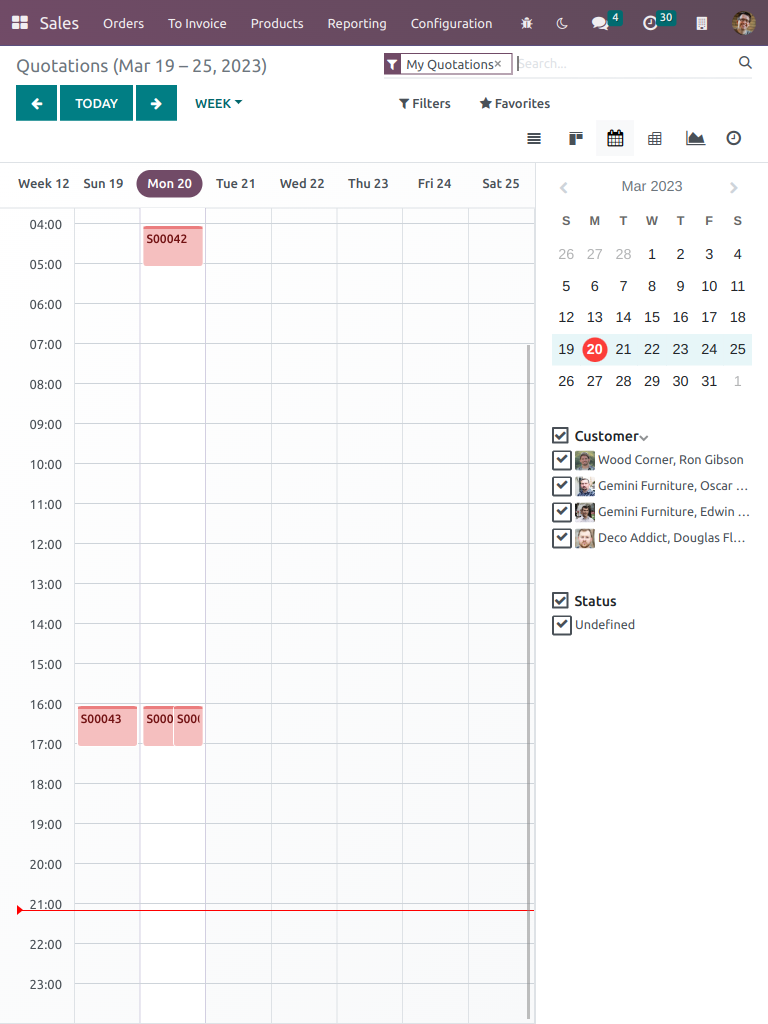 Sales Orders To Invoice Products Reporting Configuration 4 30
Quotations (Mar 19 – 25, 2023)
My Quotations×
Search...
TODAY
WEEK
Filters
Favorites
Week 12 Sun 19 Mon 20 Tue 21 Wed 22 Thu 23 Fri 24 Sat 25
04:00
S00042
05:00
06:00
07:00
08:00
09:00
10:00
11:00
12:00
13:00
14:00
15:00
16:00
S00043 S000 S00
17:00
18:00
19:00
20:00
21:00
22:00
23:00
Mar 2023
S M T W T F S
26 27 28 1 2 3 4
5 6 7 8 9 10 11
12 13 14 15 16 17 18
19 20 21 22 23 24 25
26 27 28 29 30 31 1
Customer
Wood Corner, Ron Gibson
Gemini Furniture, Oscar ...
Gemini Furniture, Edwin ...
Deco Addict, Douglas Fl...
Status
Undefined